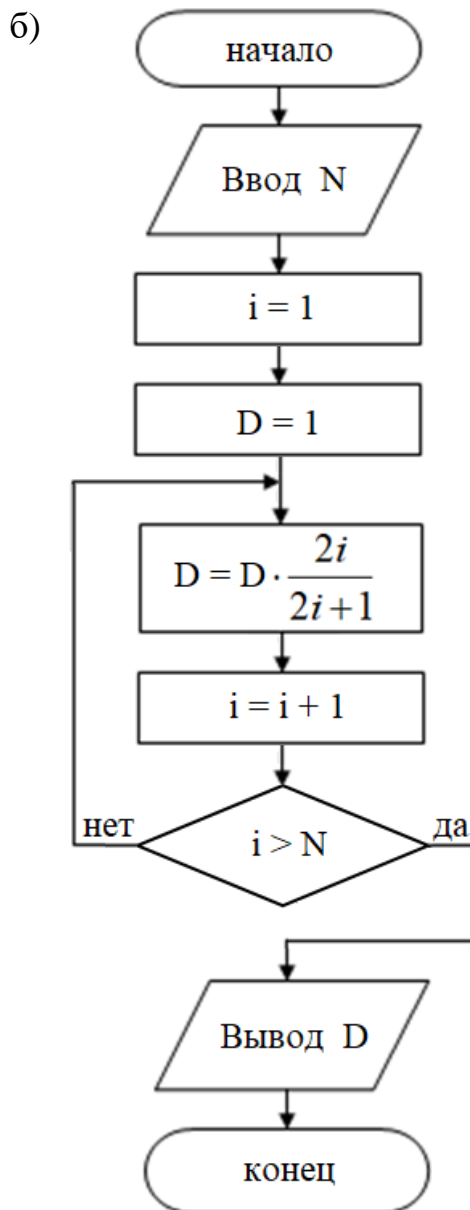 б)
начало
Ввод N
i = 1
D = 1
D = D · 2i / 2i+1
i = i + 1
нет
i > N
да
Вывод D
конец